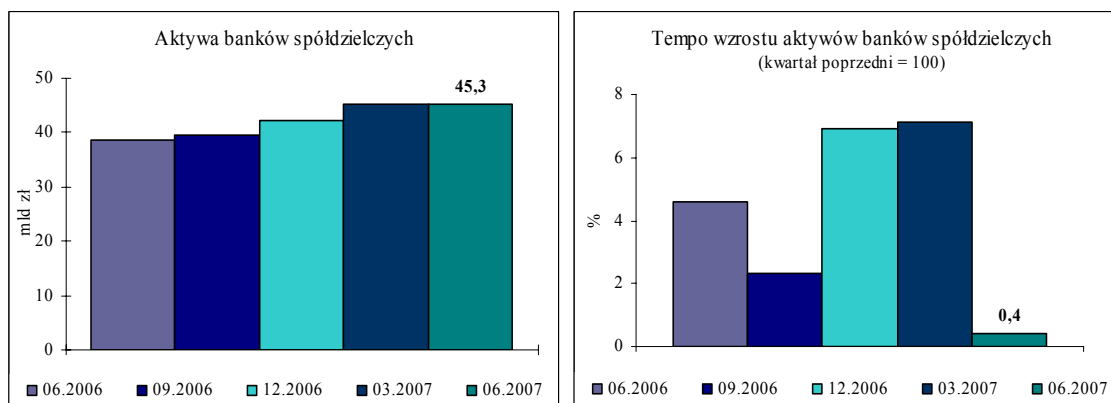 Aktywa banków spółdzielczych
50
40
30
20
10
0
mld zł
45,3
06.2006 09.2006 12.2006 03.2007 06.2007
Tempo wzrostu aktywów banków spółdzielczych
(kwartał poprzedni = 100)
8
6
4
2
0
%
0,4
06.2006 09.2006 12.2006 03.2007 06.2007